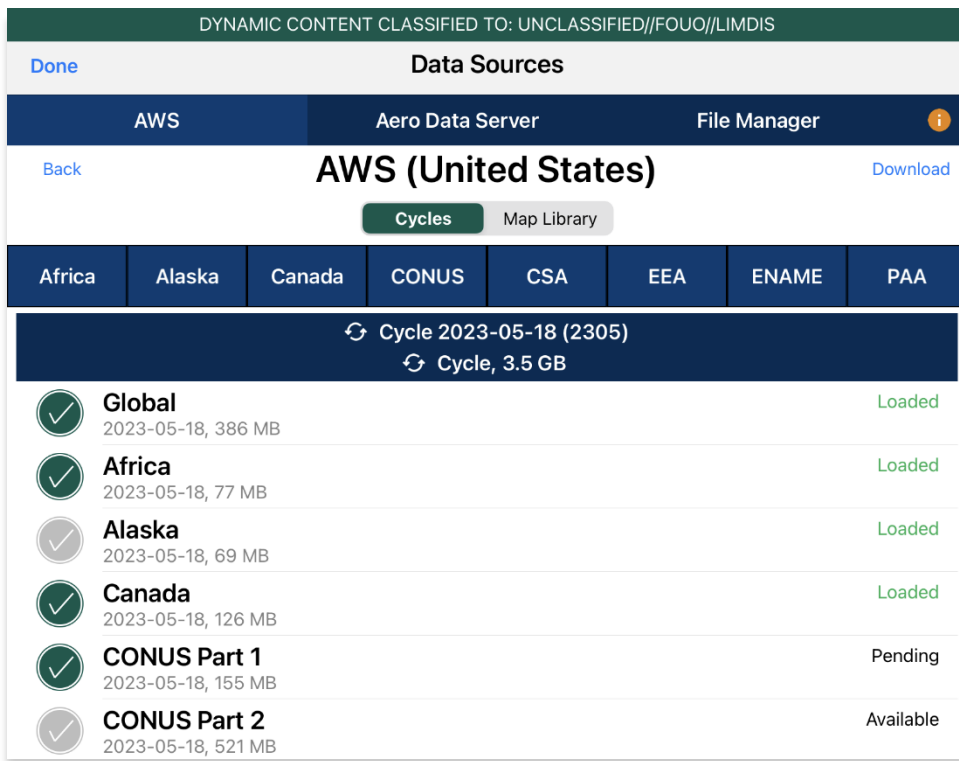 DYNAMIC CONTENT CLASSIFIED TO: UNCLASSIFIED//FOUO//LIMDIS
Done Data Sources
AWS Aero Data Server File Manager i
Back AWS (United States) Download
Cycles Map Library
Africa Alaska Canada CONUS CSA EEA ENAME PAA
Cycle 2023-05-18 (2305)
Cycle, 3.5 GB
Global Loaded
2023-05-18, 386 MB
Africa Loaded
2023-05-18, 77 MB
Alaska Loaded
2023-05-18, 69 MB
Canada Loaded
2023-05-18, 126 MB
CONUS Part 1 Pending
2023-05-18, 155 MB
CONUS Part 2 Available
2023-05-18, 521 MB